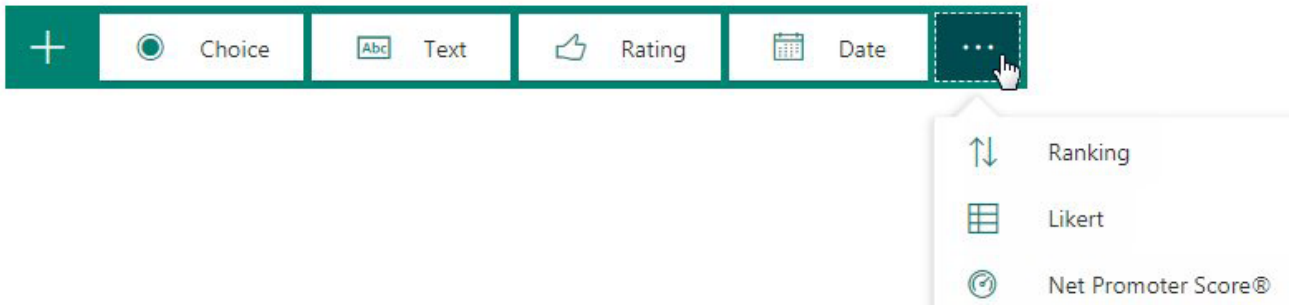 Choice Abc Text Rating Date ...
Ranking
Likert
Net Promoter Score®